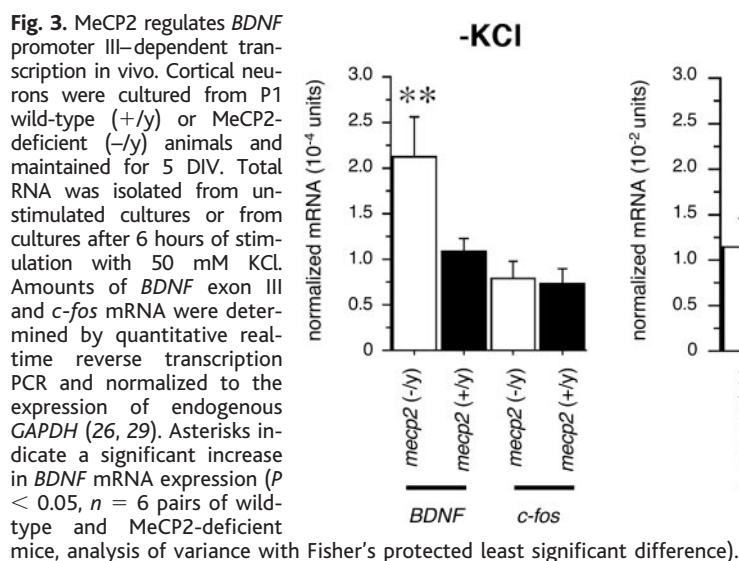 Fig. 3. MeCP2 regulates BDNF
promoter III–dependent tran-
scription in vivo. Cortical neu-
rons were cultured from P1
wild-type (+/y) or MeCP2-
deficient (–/y) animals and
maintained for 5 DIV. Total
RNA was isolated from un-
stimulated cultures or from
cultures after 6 hours of stim-
ulation with 50 mM KCl.
Amounts of BDNF exon III
and c-fos mRNA were deter-
mined by quantitative real-
time reverse transcription
PCR and normalized to the
expression of endogenous
GAPDH (26, 29). Asterisks in-
dicate a significant increase
in BDNF mRNA expression (P
< 0.05, n = 6 pairs of wild-
type and MeCP2-deficient
mice, analysis of variance with Fisher's protected least significant difference).
-KCl
normalized mRNA (10-4 units)
3.0
2.5
2.0
1.5
1.0
0.5
0
**
mecp2 (-/y)
mecp2 (+/y)
mecp2 (-/y)
mecp2 (+/y)
BDNF
c-fos
normalized mRNA (10-2 units)
3.0
2.5
2.0
1.5
1.0
0.5
0